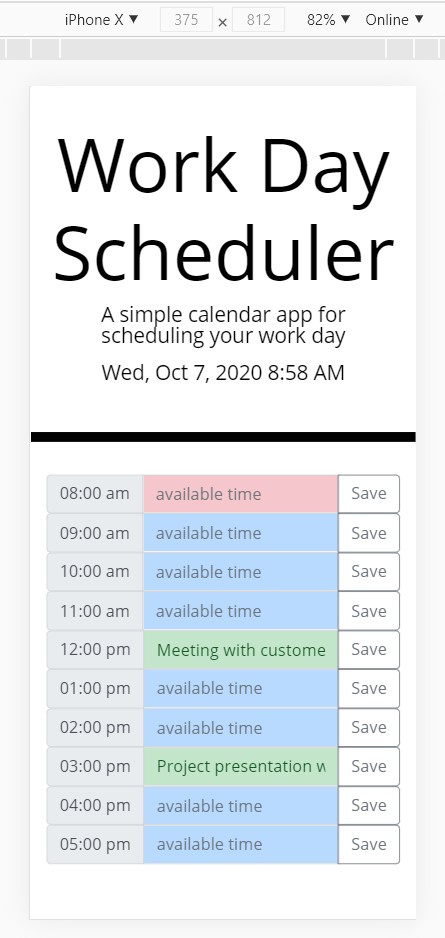 iPhone X ▼ 375 × 812 82% ▼ Online ▼
Work Day
Scheduler
A simple calendar app for
scheduling your work day
Wed, Oct 7, 2020 8:58 AM
08:00 am available time Save
09:00 am available time Save
10:00 am available time Save
11:00 am available time Save
12:00 pm Meeting with custome Save
01:00 pm available time Save
02:00 pm available time Save
03:00 pm Project presentation w Save
04:00 pm available time Save
05:00 pm available time Save